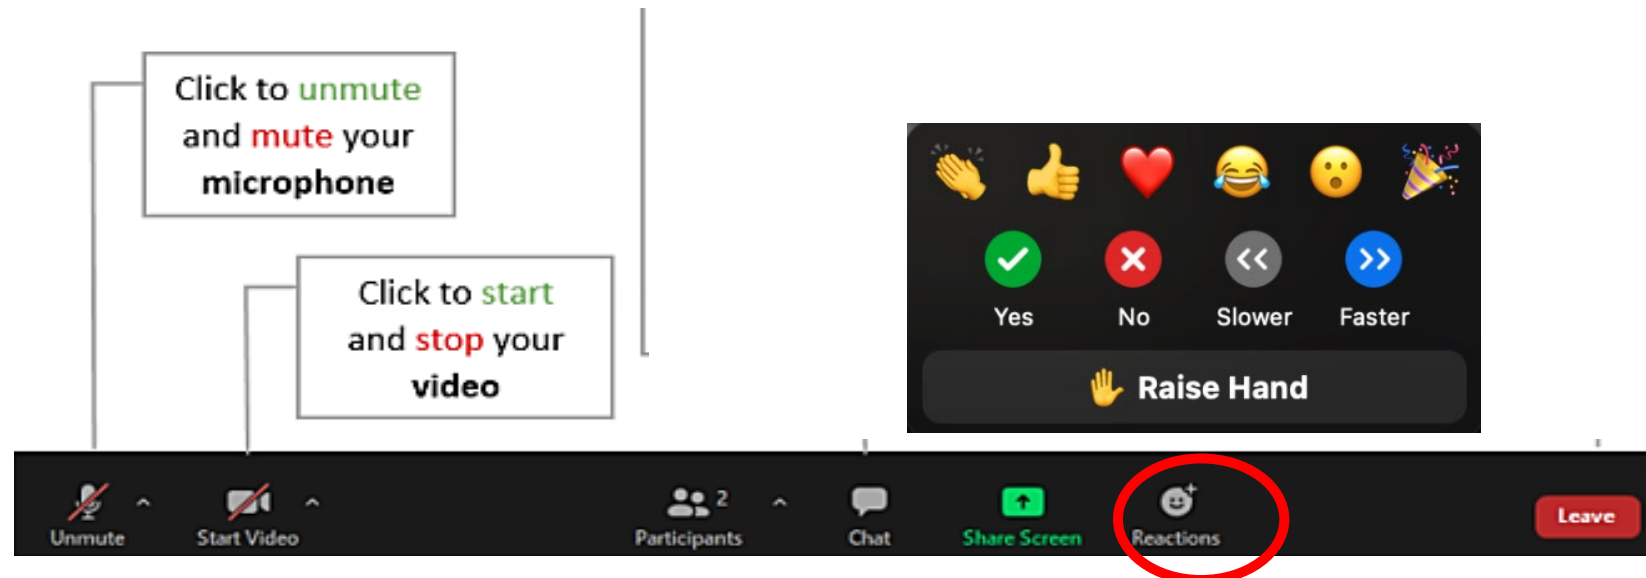 Click to unmute
and mute your
microphone
Click to start
and stop your
video
Yes No Slower Faster
Raise Hand
Unmute Start Video Participants 2 Chat Share Screen Reactions Leave